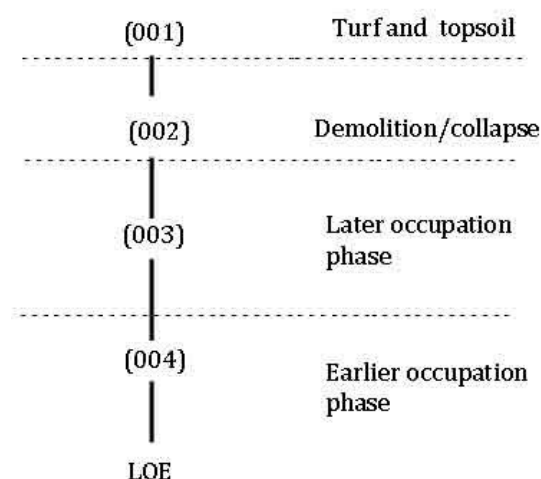 (001) Turf and topsoil
(002) Demolition/collapse
(003) Later occupation
phase
(004) Earlier occupation
phase
LOE